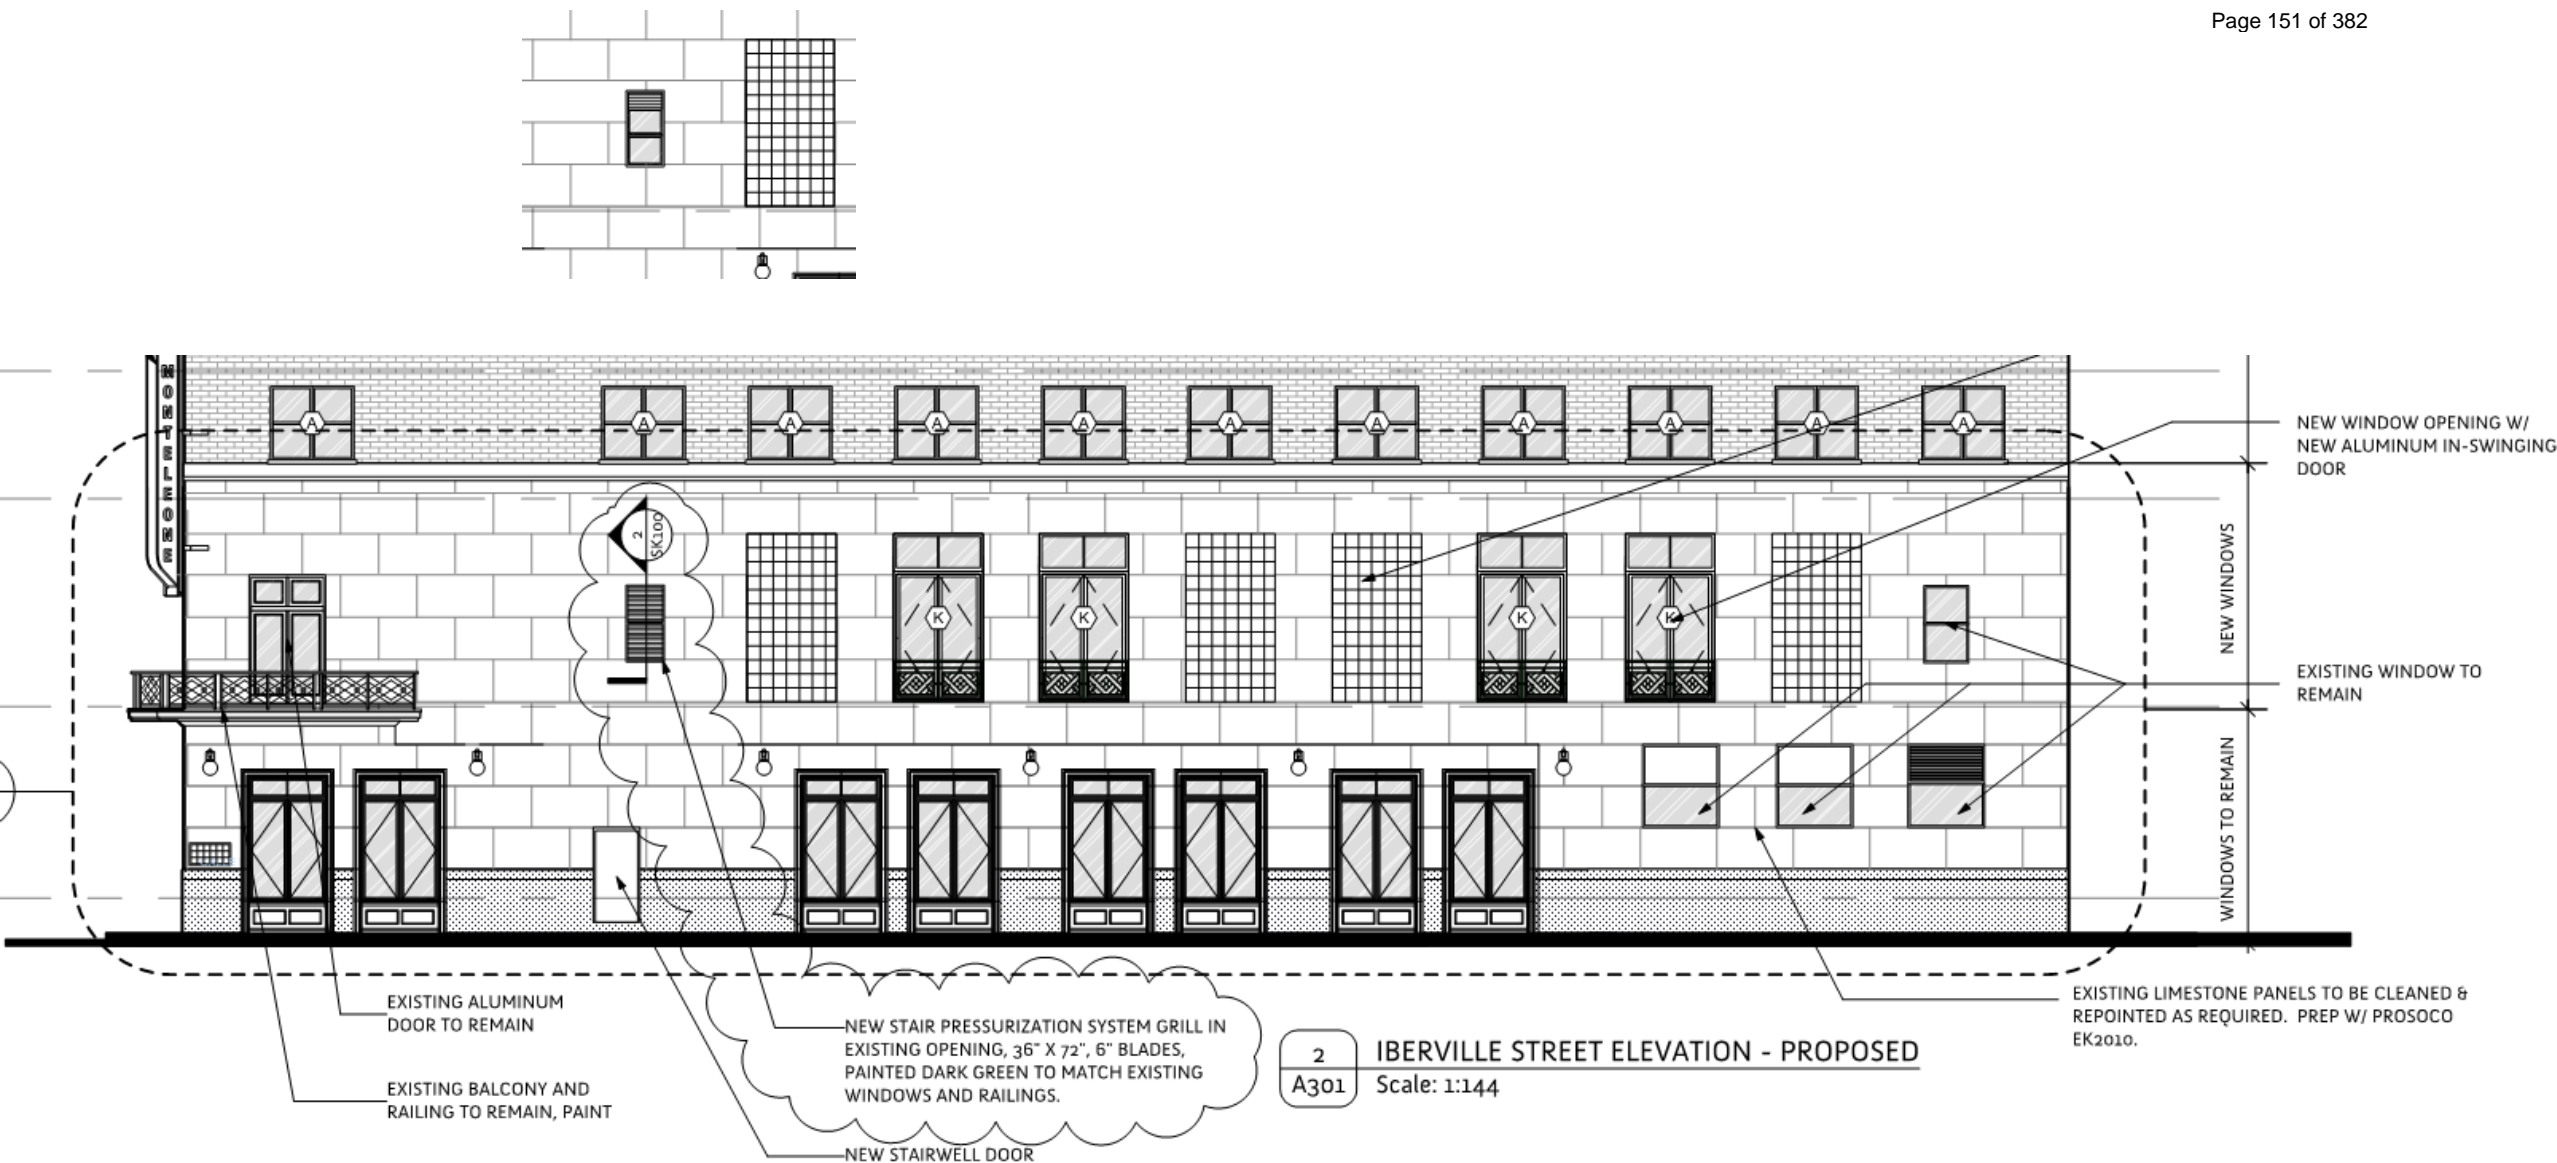 Page 151 of 382
MONTELEONE
A
A
A
A
A
A
A
A
A
A
A
2
SK100
K
K
K
K
NEW WINDOW OPENING W/
NEW ALUMINUM IN-SWINGING
DOOR
NEW WINDOWS
EXISTING WINDOW TO
REMAIN
WINDOWS TO REMAIN
EXISTING ALUMINUM
DOOR TO REMAIN
EXISTING BALCONY AND
RAILING TO REMAIN, PAINT
NEW STAIR PRESSURIZATION SYSTEM GRILL IN
EXISTING OPENING, 36" X 72", 6" BLADES,
PAINTED DARK GREEN TO MATCH EXISTING
WINDOWS AND RAILINGS.
NEW STAIRWELL DOOR
2
A301
IBERVILLE STREET ELEVATION - PROPOSED
Scale: 1:144
EXISTING LIMESTONE PANELS TO BE CLEANED &
REPOINTED AS REQUIRED. PREP W/ PROSOCO
EK2010.